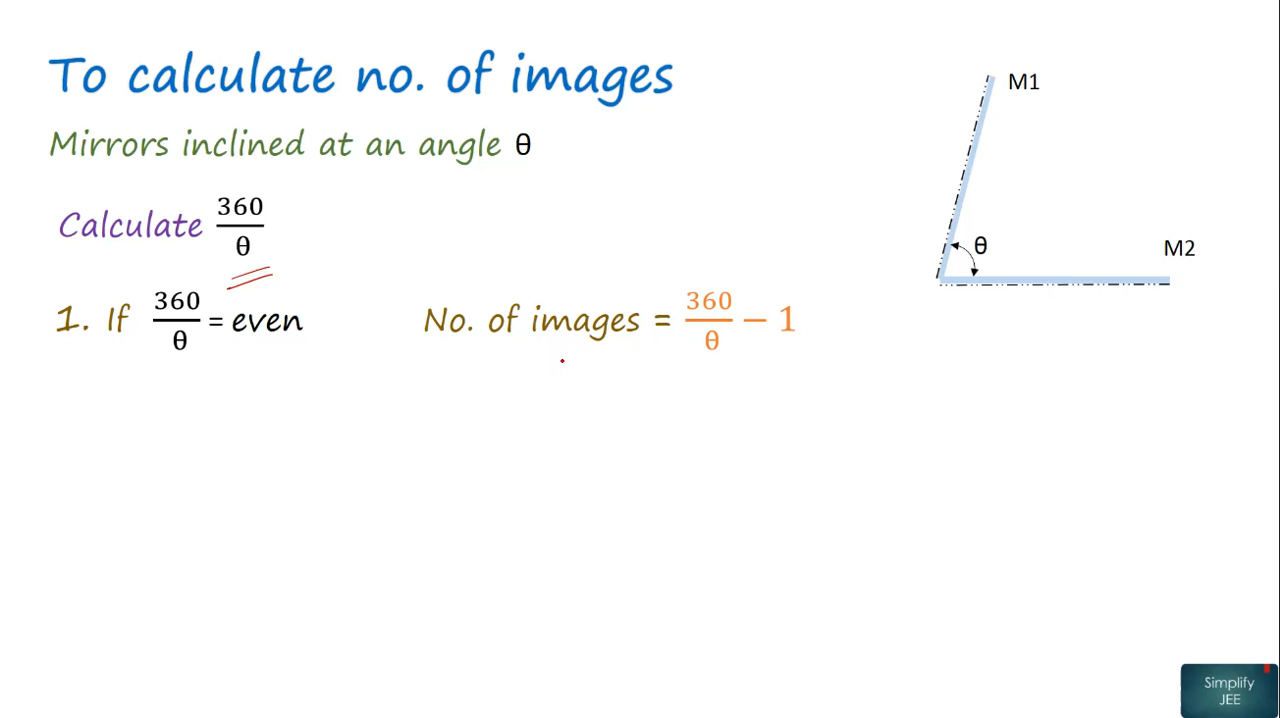 To calculate no. of images
Mirrors inclined at an angle θ
Calculate 360/θ
1. If 360/θ = even
No. of images = 360/θ − 1
M1
θ
M2
Simplify
JEE